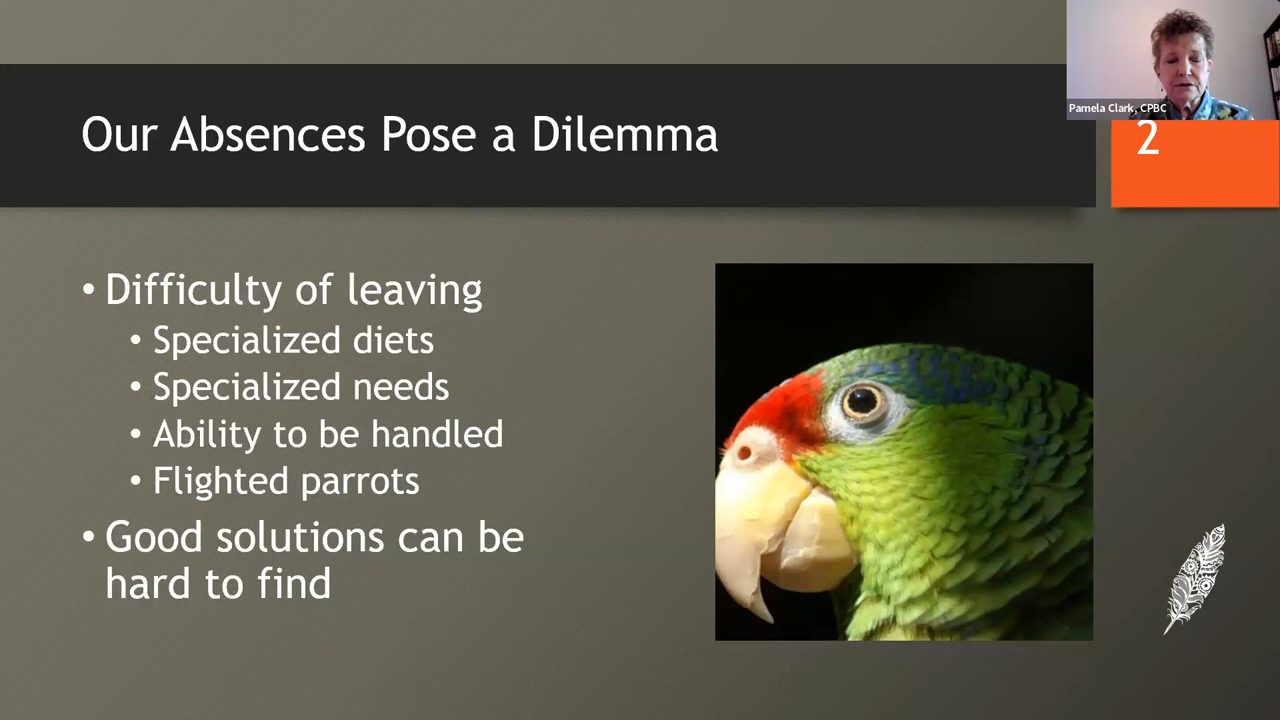 Pamela Clark, CPBC
Our Absences Pose a Dilemma
2
• Difficulty of leaving
• Specialized diets
• Specialized needs
• Ability to be handled
• Flighted parrots
• Good solutions can be
hard to find